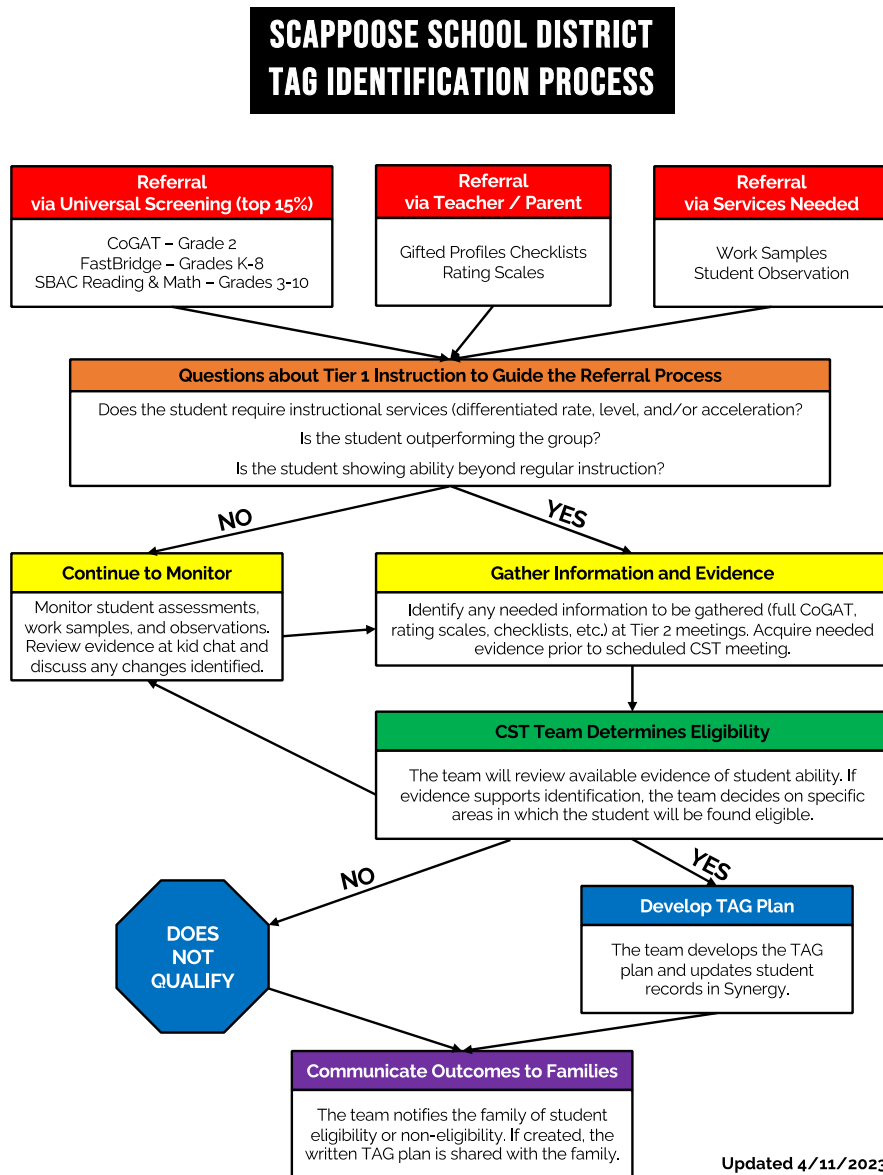 SCAPPOOSE SCHOOL DISTRICT
TAG IDENTIFICATION PROCESS
Referral
via Universal Screening (top 15%)
CoGAT – Grade 2
FastBridge – Grades K-8
SBAC Reading & Math – Grades 3-10
Referral
via Teacher / Parent
Gifted Profiles Checklists
Rating Scales
Referral
via Services Needed
Work Samples
Student Observation
Questions about Tier 1 Instruction to Guide the Referral Process
Does the student require instructional services (differentiated rate, level, and/or acceleration?
Is the student outperforming the group?
Is the student showing ability beyond regular instruction?
NO
YES
Continue to Monitor
Monitor student assessments,
work samples, and observations.
Review evidence at kid chat and
discuss any changes identified.
Gather Information and Evidence
Identify any needed information to be gathered (full CoGAT,
rating scales, checklists, etc.) at Tier 2 meetings. Acquire needed
evidence prior to scheduled CST meeting.
CST Team Determines Eligibility
The team will review available evidence of student ability. If
evidence supports identification, the team decides on specific
areas in which the student will be found eligible.
NO
YES
DOES
NOT
QUALIFY
Develop TAG Plan
The team develops the TAG
plan and updates student
records in Synergy.
Communicate Outcomes to Families
The team notifies the family of student
eligibility or non-eligibility. If created, the
written TAG plan is shared with the family.
Updated 4/11/2023